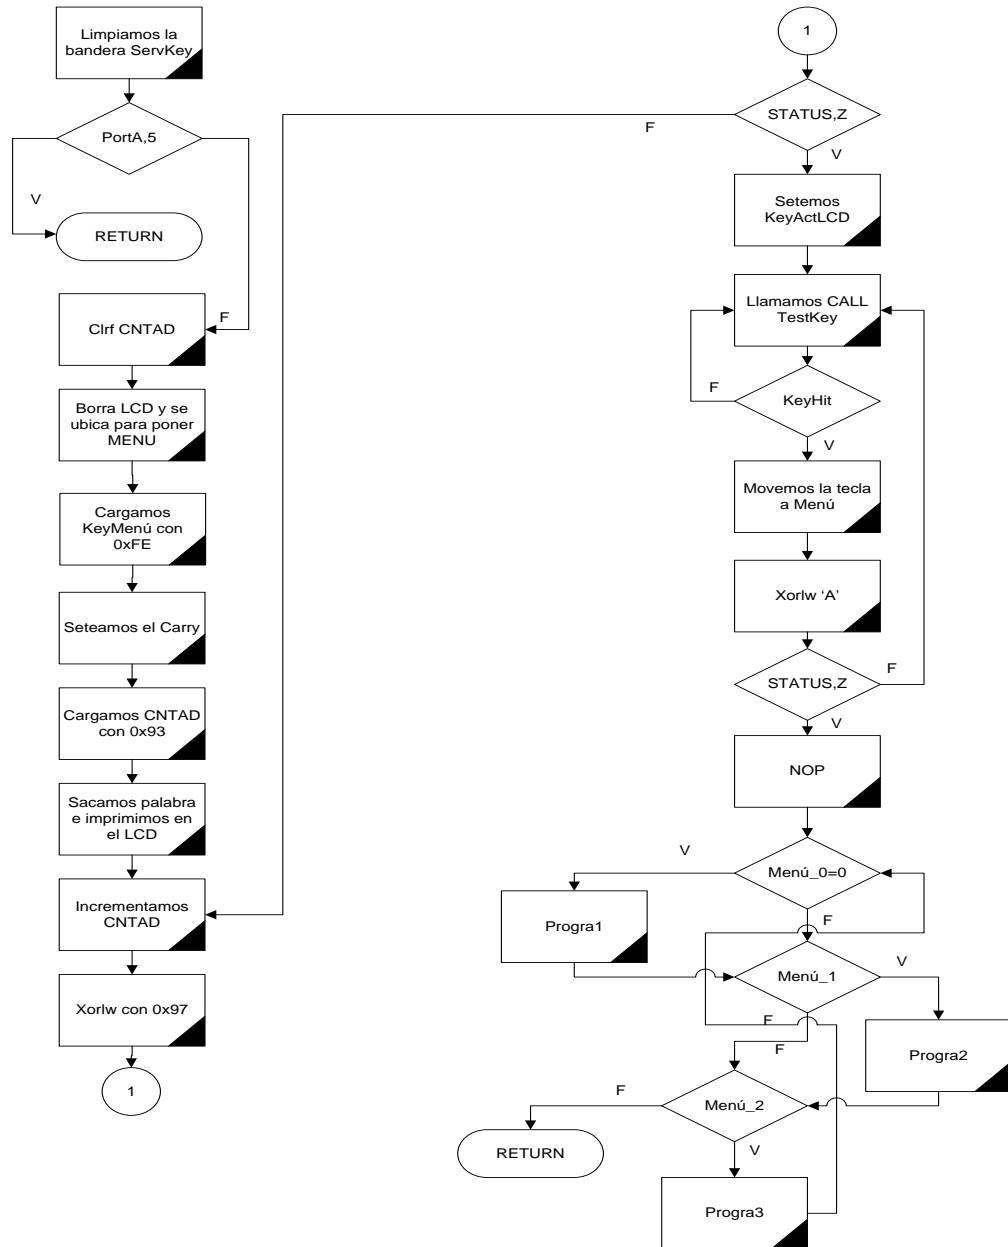 Limpiamos la
bandera ServKey
PortA,5
V
RETURN
F
Clrf CNTAD
Borra LCD y se
ubica para poner
MENU
Cargamos
KeyMenú con
0xFE
Seteamos el Carry
Cargamos CNTAD
con 0x93
Sacamos palabra
e imprimimos en
el LCD
Incrementamos
CNTAD
Xorlw con 0x97
1
1
STATUS,Z
F
V
Setemos
KeyActLCD
Llamamos CALL
TestKey
F
KeyHit
V
Movemos la tecla
a Menú
Xorlw ‘A’
STATUS,Z
F
V
NOP
V
Menú_0=0
F
Progra1
Menú_1
V
F
F
Progra2
F
Menú_2
RETURN
V
Progra3